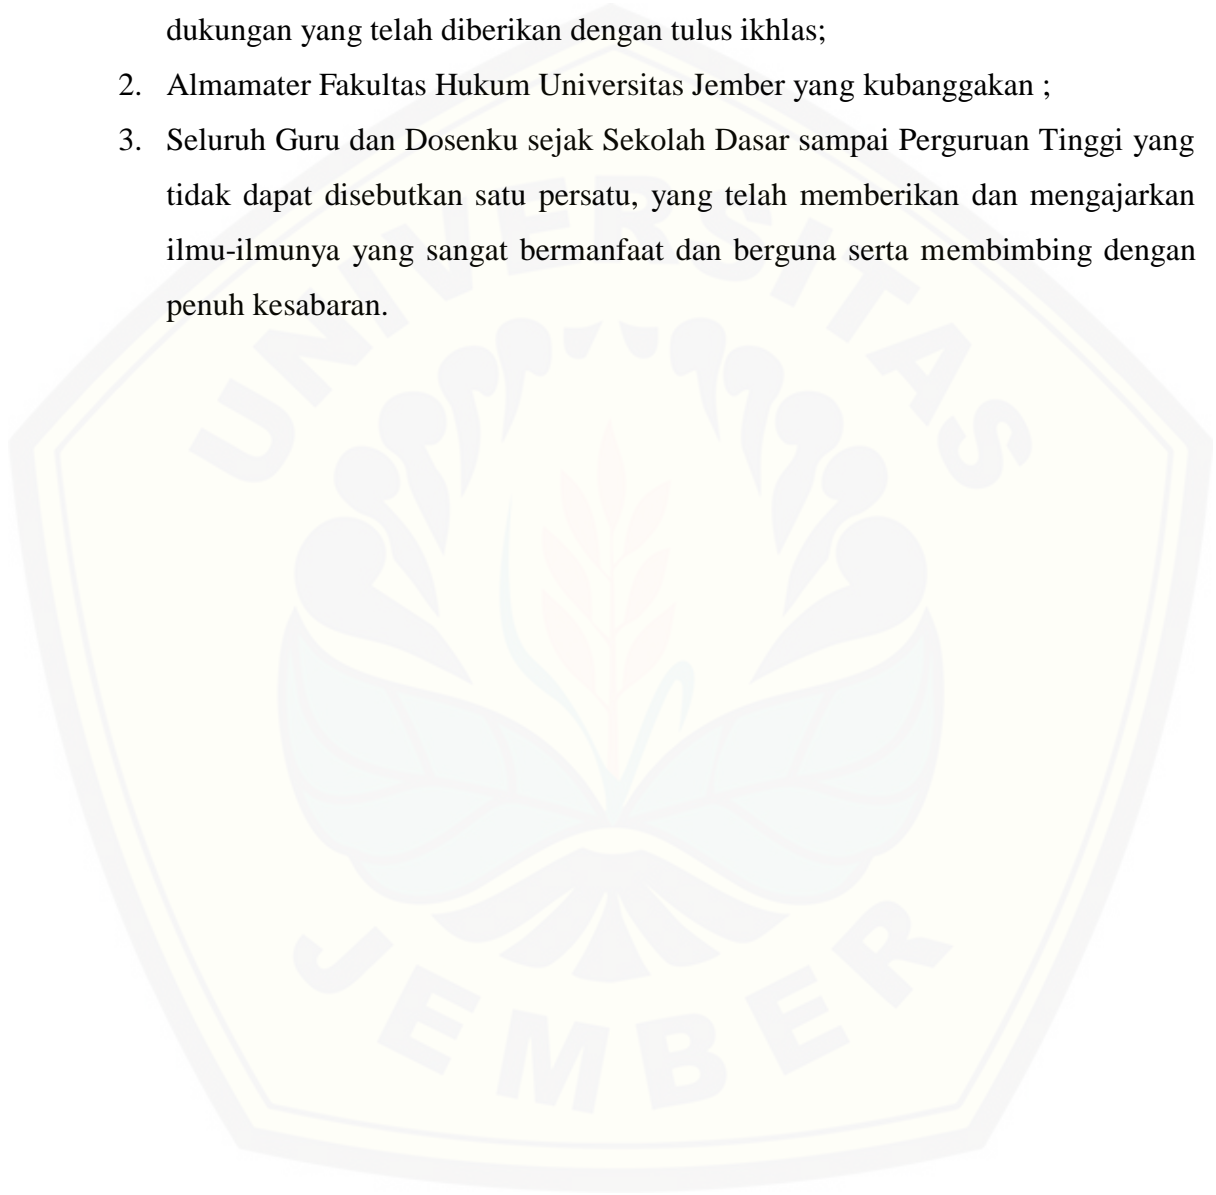 dukungan yang telah diberikan dengan tulus ikhlas;
2. Almamater Fakultas Hukum Universitas Jember yang kubanggakan ;
3. Seluruh Guru dan Dosenku sejak Sekolah Dasar sampai Perguruan Tinggi yang
tidak dapat disebutkan satu persatu, yang telah memberikan dan mengajarkan
ilmu-ilmunya yang sangat bermanfaat dan berguna serta membimbing dengan
penuh kesabaran.
UNIVERSITAS
JEMBER